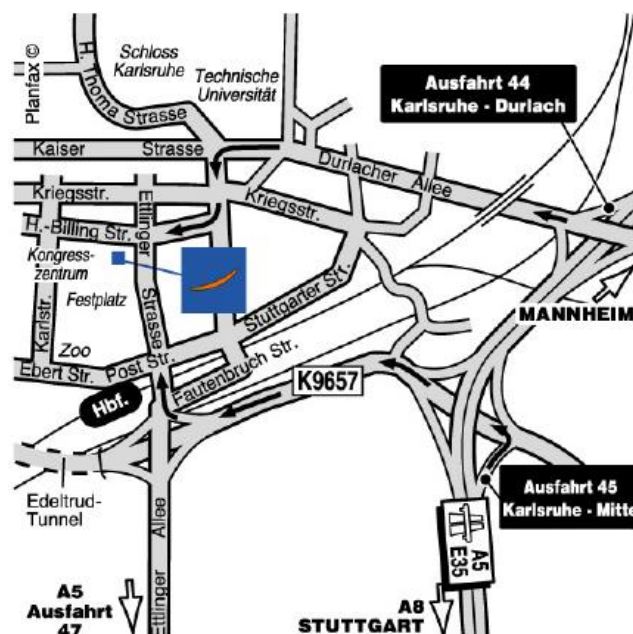 Planfax ©
H. Thoma Strasse
Schloss
Karlsruhe
Technische
Universität
Ausfahrt 44
Karlsruhe - Durlach
Kaiser Strasse
Durlacher Allee
Kriegsstr.
Kriegsstr.
Ettlinger Strasse
H.-Billing Str.
Kongress-
zentrum
Festplatz
Karlstr.
Zoo
Stuttgarter Str.
MANNHEIM
Ebert Str.
Post Str.
Fautenbruch Str.
K9657
Hbf.
Edeltrud-
Tunnel
Ausfahrt 45
Karlsruhe - Mitte
A5
E35
Ettlinger Allee
A5
Ausfahrt
47
A8
STUTTGART